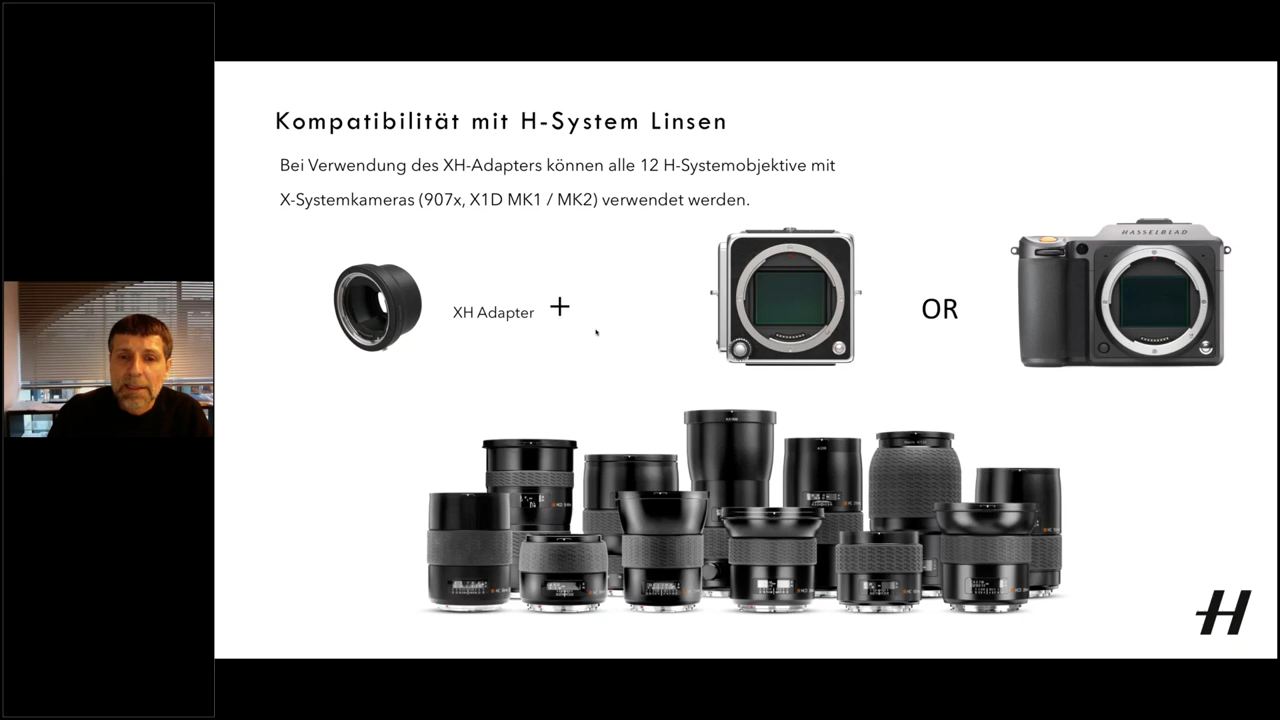 Kompatibilität mit H-System Linsen
Bei Verwendung des XH-Adapters können alle 12 H-Systemobjektive mit
X-Systemkameras (907x, X1D MK1 / MK2) verwendet werden.
HASSELBLAD
XH Adapter +
OR
H